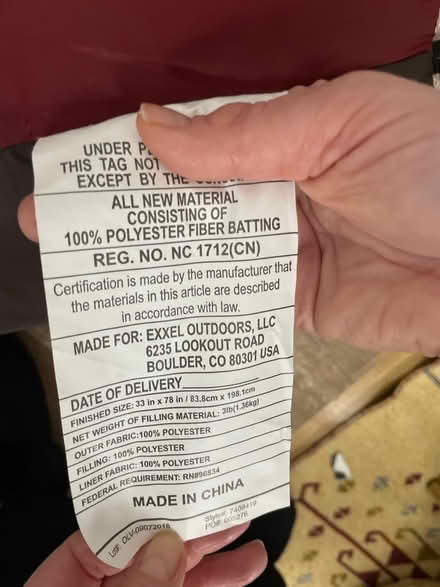 UNDER
THIS TAG NOT
EXCEPT BY THE
ALL NEW MATERIAL
CONSISTING OF
100% POLYESTER FIBER BATTING
REG. NO. NC 1712(CN)
Certification is made by the manufacturer that
the materials in this article are described
in accordance with law.
MADE FOR: EXXEL OUTDOORS, LLC
6235 LOOKOUT ROAD
BOULDER, CO 80301 USA
DATE OF DELIVERY
FINISHED SIZE: 33 in x 78 in / 83.8cm x 198.1cm
NET WEIGHT OF FILLING MATERIAL: 3lb(1.36kg)
OUTER FABRIC:100% POLYESTER
FILLING: 100% POLYESTER
LINER FABRIC: 100% POLYESTER
FEDERAL REQUIREMENT: RN#96834
MADE IN CHINA
Style#: 7409419